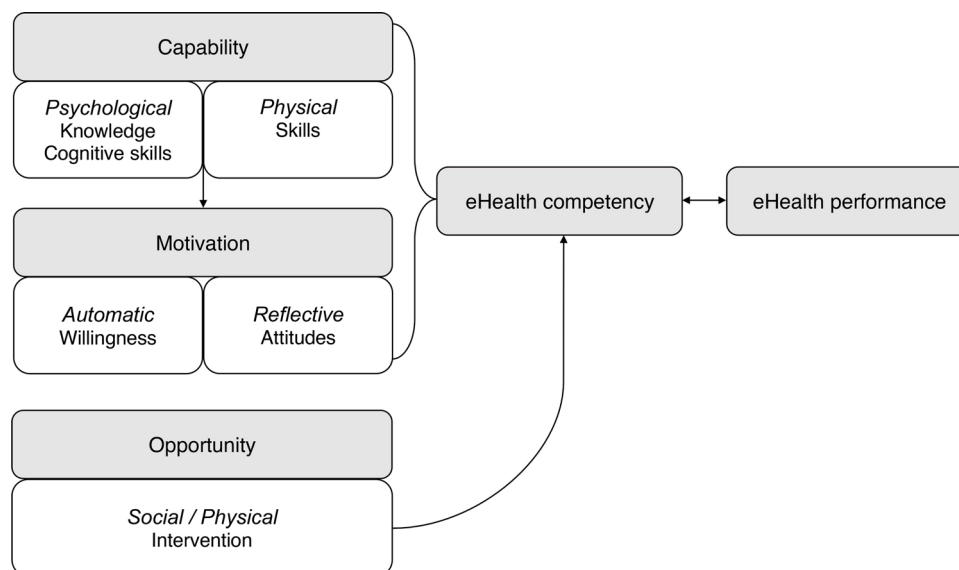 Capability
Psychological
Knowledge
Cognitive skills
Physical
Skills
Motivation
Automatic
Willingness
Reflective
Attitudes
eHealth competency
eHealth performance
Opportunity
Social / Physical
Intervention